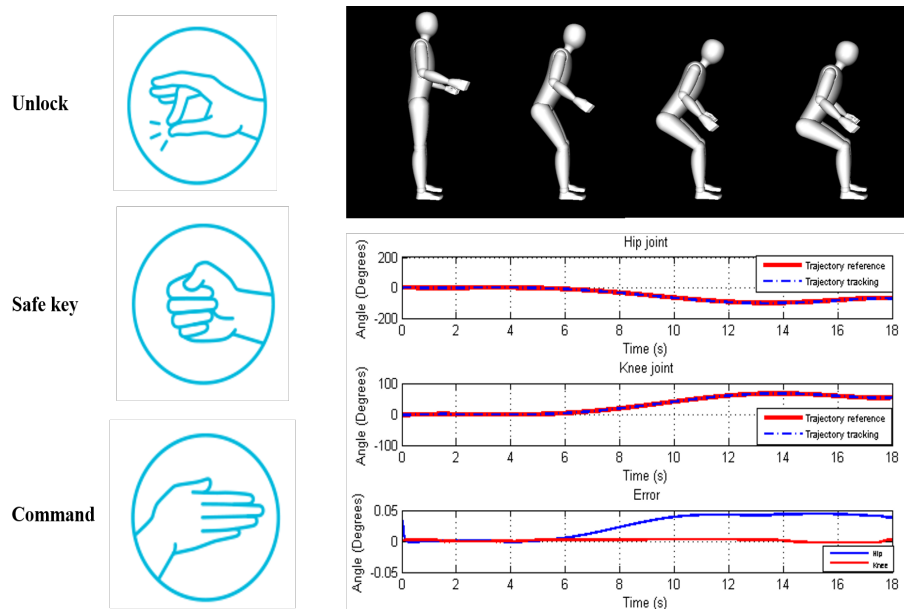 Unlock
Safe key
Command
Hip joint
Angle (Degrees)
200
0
-200
Trajectory reference
Trajectory tracking
0 2 4 6 8 10 12 14 16 18
Time (s)
Knee joint
Angle (Degrees)
100
0
-100
Trajectory reference
Trajectory tracking
0 2 4 6 8 10 12 14 16 18
Time (s)
Error
Angle (Degrees)
0.05
0
-0.05
Hip
Knee
0 2 4 6 8 10 12 14 16 18
Time (s)